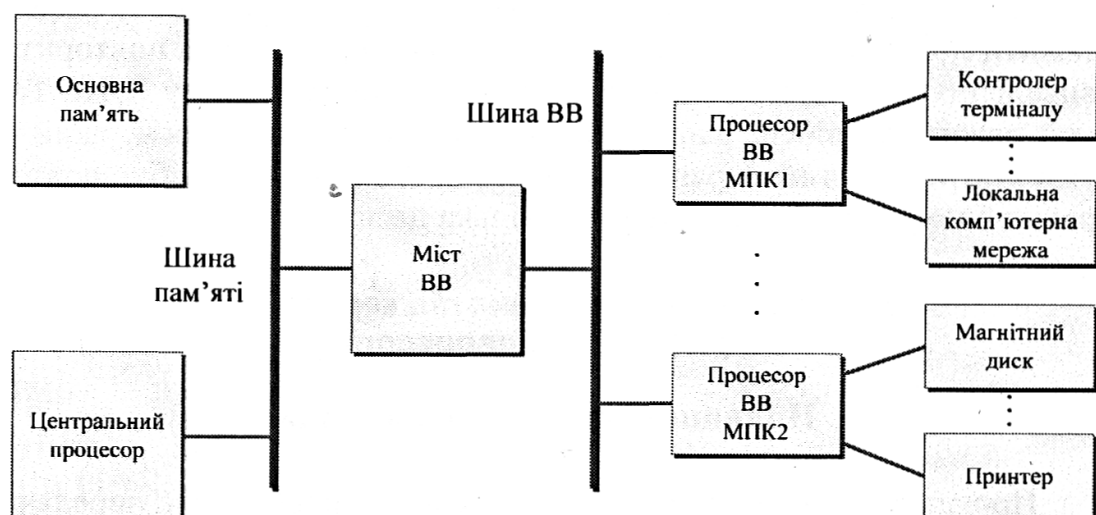 Основна
пам’ять
Шина
пам’яті
Центральний
процесор
Міст
ВВ
Шина ВВ
Процесор
ВВ
МПК1
Процесор
ВВ
МПК2
Контролер
терміналу
Локальна
комп’ютерна
мережа
Магнітний
диск
Принтер